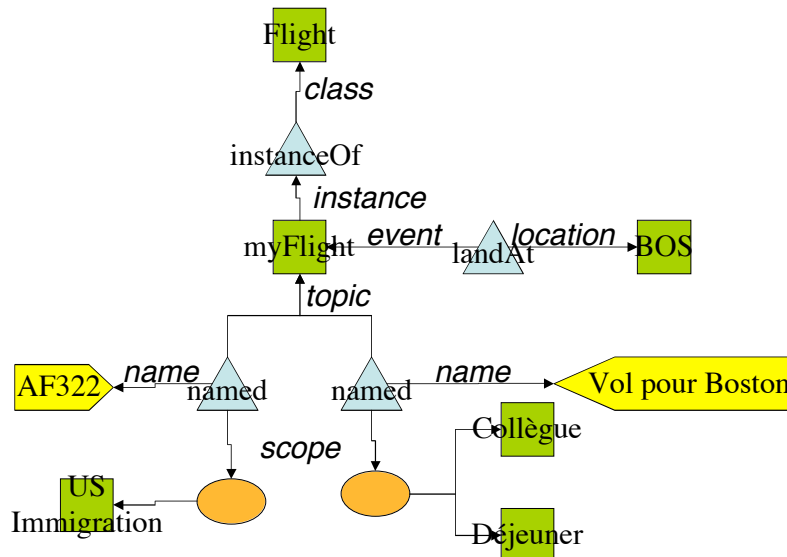 Flight
class
instanceOf
instance
myFlight
event
landAt
location
BOS
topic
AF322
name
named
named
name
Vol pour Boston
scope
Collègue
US
Immigration
Déjeuner